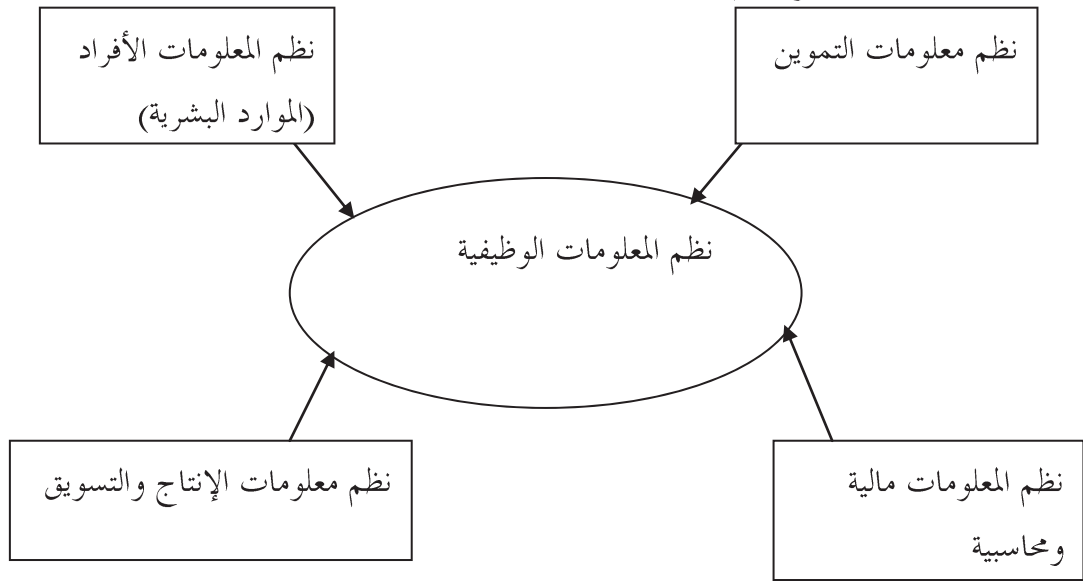 نظم معلومات التموين
نظم المعلومات الأفراد
(الموارد البشرية)
نظم المعلومات الوظيفية
نظم المعلومات مالية
ومحاسبية
نظم معلومات الإنتاج والتسويق